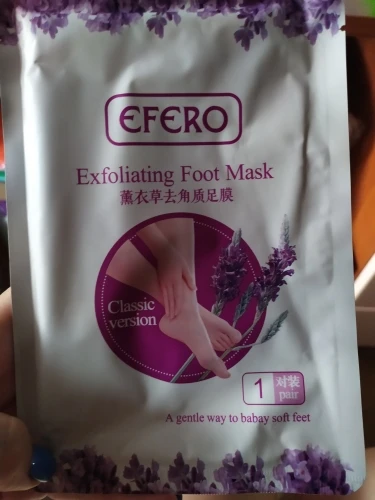 EFERO
Exfoliating Foot Mask
薰衣草去角质足膜
Classic
version
1 对装
pair
A gentle way to babay soft feet